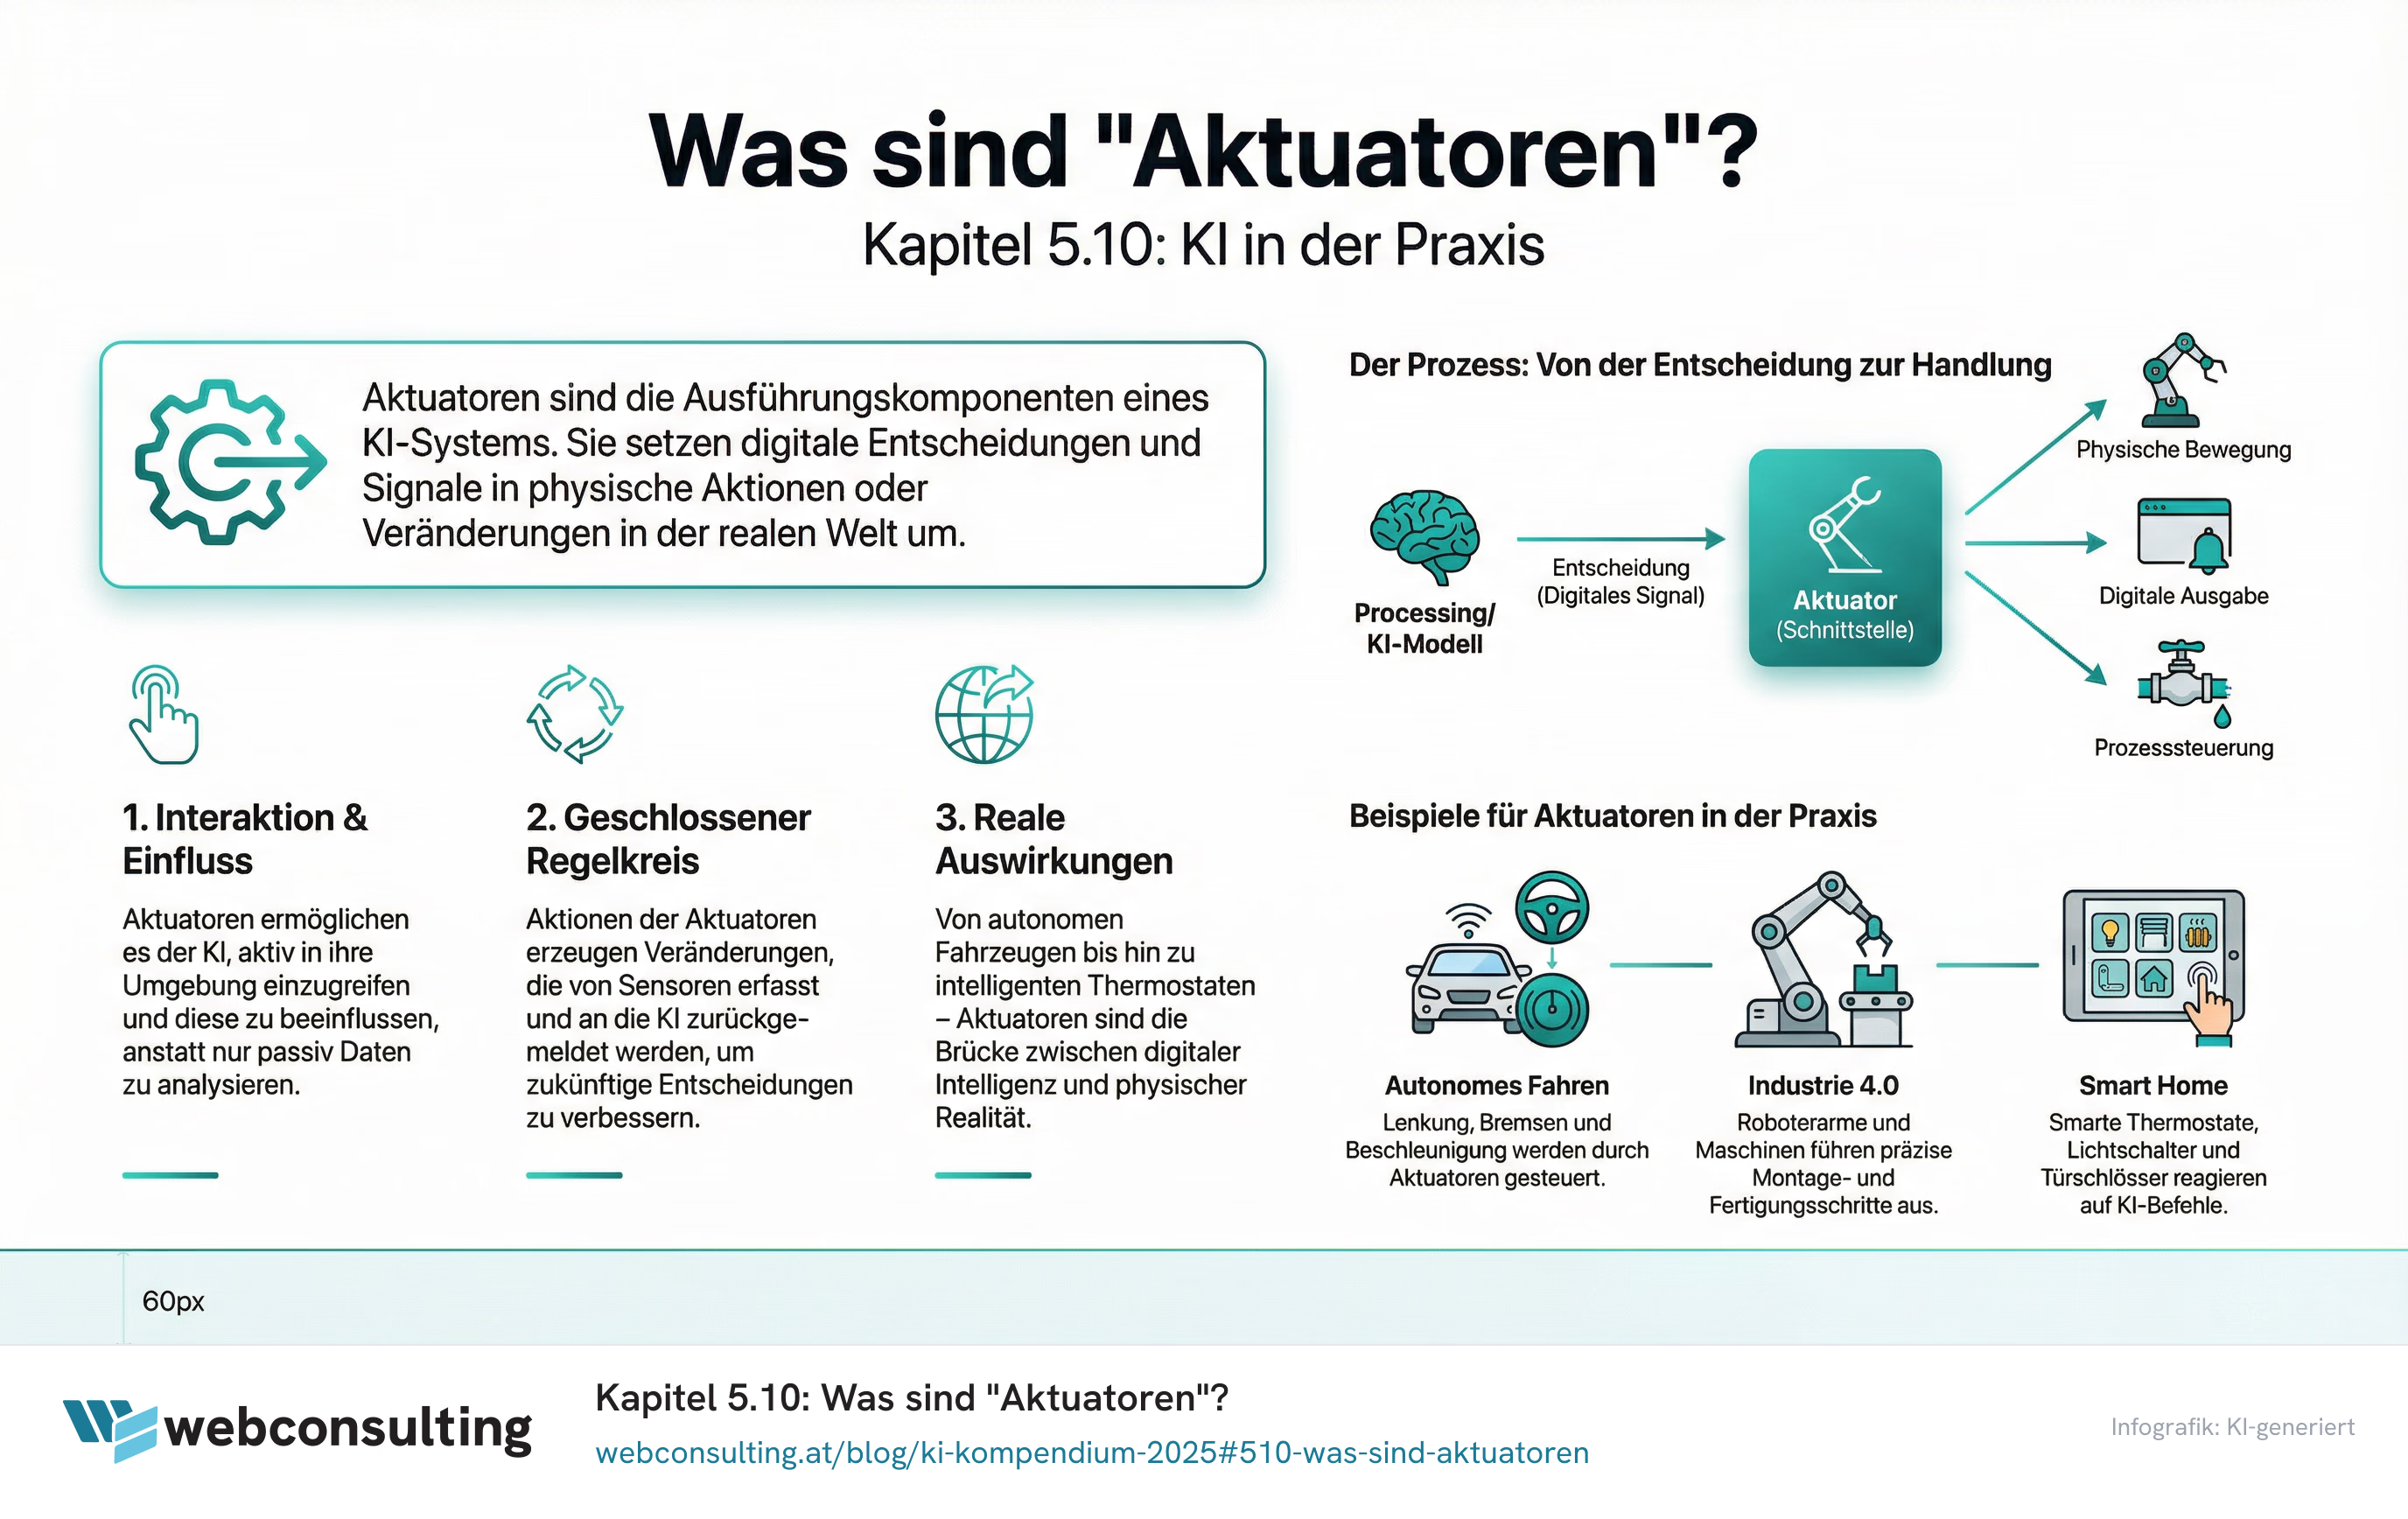 Was sind "Aktuatoren"?
Kapitel 5.10: KI in der Praxis
Aktuatoren sind die Ausführungskomponenten eines
KI-Systems. Sie setzen digitale Entscheidungen und
Signale in physische Aktionen oder
Veränderungen in der realen Welt um.
1. Interaktion &
Einfluss
Aktuatoren ermöglichen
es der KI, aktiv in ihre
Umgebung einzugreifen
und diese zu beeinflussen,
anstatt nur passiv Daten
zu analysieren.
2. Geschlossener
Regelkreis
Aktionen der Aktuatoren
erzeugen Veränderungen,
die von Sensoren erfasst
und an die KI zurückge-
meldet werden, um
zukünftige Entscheidungen
zu verbessern.
3. Reale
Auswirkungen
Von autonomen
Fahrzeugen bis hin zu
intelligenten Thermostaten
– Aktuatoren sind die
Brücke zwischen digitaler
Intelligenz und physischer
Realität.
Der Prozess: Von der Entscheidung zur Handlung
Processing/
KI-Modell
Entscheidung
(Digitales Signal)
Aktuator
(Schnittstelle)
Physische Bewegung
Digitale Ausgabe
Prozesssteuerung
Beispiele für Aktuatoren in der Praxis
Autonomes Fahren
Lenkung, Bremsen und
Beschleunigung werden durch
Aktuatoren gesteuert.
Industrie 4.0
Roboterarme und
Maschinen führen präzise
Montage- und
Fertigungsschritte aus.
Smart Home
Smarte Thermostate,
Lichtschalter und
Türschlösser reagieren
auf KI-Befehle.
60px
webconsulting
Kapitel 5.10: Was sind "Aktuatoren"?
webconsulting.at/blog/ki-kompendium-2025#510-was-sind-aktuatoren
Infografik: KI-generiert